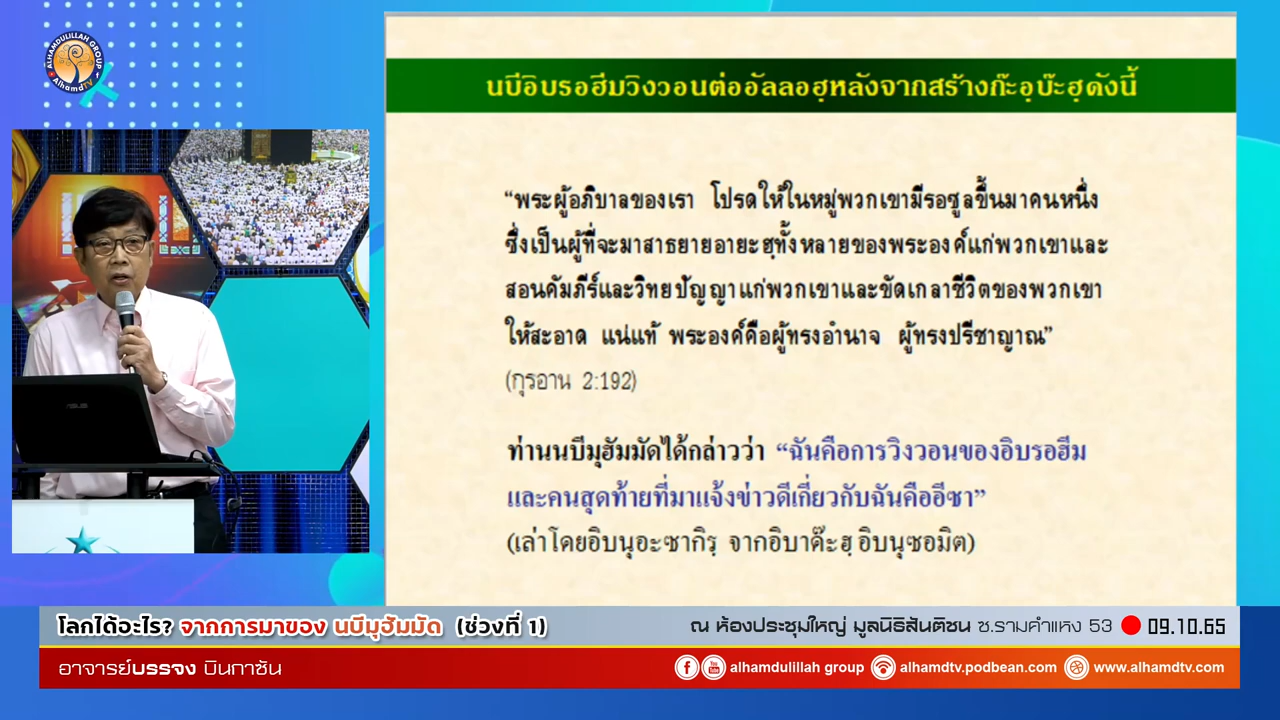 ALHAMDULILLAH GROUP
AlhamdTV
นบีอิบรอฮีมวิงวอนต่ออัลลอฮฺหลังจากสร้างก๊ะอฺบ๊ะฮฺดังนี้
“พระผู้อภิบาลของเรา โปรดให้ในหมู่พวกเขามีรอซูลขึ้นมาคนหนึ่ง
ซึ่งเป็นผู้ที่จะมาสาธยายอายะฮฺทั้งหลายของพระองค์แก่พวกเขาและ
สอนคัมภีร์และวิทยปัญญาแก่พวกเขาและขัดเกลาชีวิตของพวกเขา
ให้สะอาด แน่แท้ พระองค์คือผู้ทรงอำนาจ ผู้ทรงปรีชาญาณ”
(กุรอาน 2:192)
ท่านนบีมุฮัมมัดได้กล่าวว่า “ฉันคือการวิงวอนของอิบรอฮีม
และคนสุดท้ายที่มาแจ้งข่าวดีเกี่ยวกับฉันคืออีซา”
(เล่าโดยอิบนุอะซากิรฺ จากอิบาด๊ะฮฺ อิบนุซอมิต)
โลกได้อะไร? จากการมาของ นบีมุฮัมมัด (ช่วงที่ 1)
ณ ห้องประชุมใหญ่ มูลนิธิสันติชน ซ.รามคำแหง 53 09.10.65
อาจารย์บรรจง บินกาซัน
alhamdulillah group alhamdtv.podbean.com www.alhamdtv.com